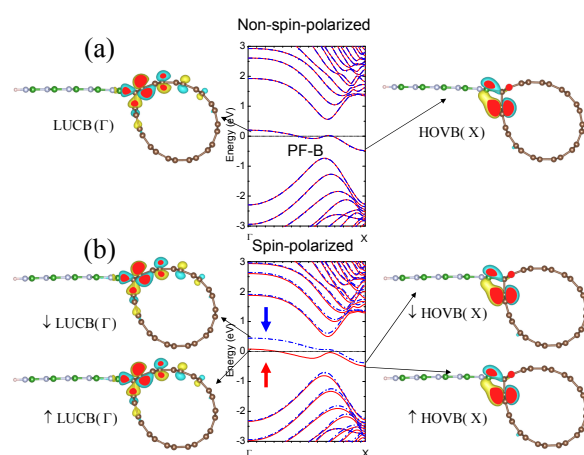 Non-spin-polarized
(a)
3
2
1
0
-1
-2
-3
Energy (eV)
PF-B
Γ
X
LUCB(Γ)
HOVB( X)
(b)
Spin-polarized
3
2
1
0
-1
-2
-3
Energy (eV)
Γ
X
↓ LUCB(Γ)
↓ HOVB( X)
↑ LUCB(Γ)
↑ HOVB( X)